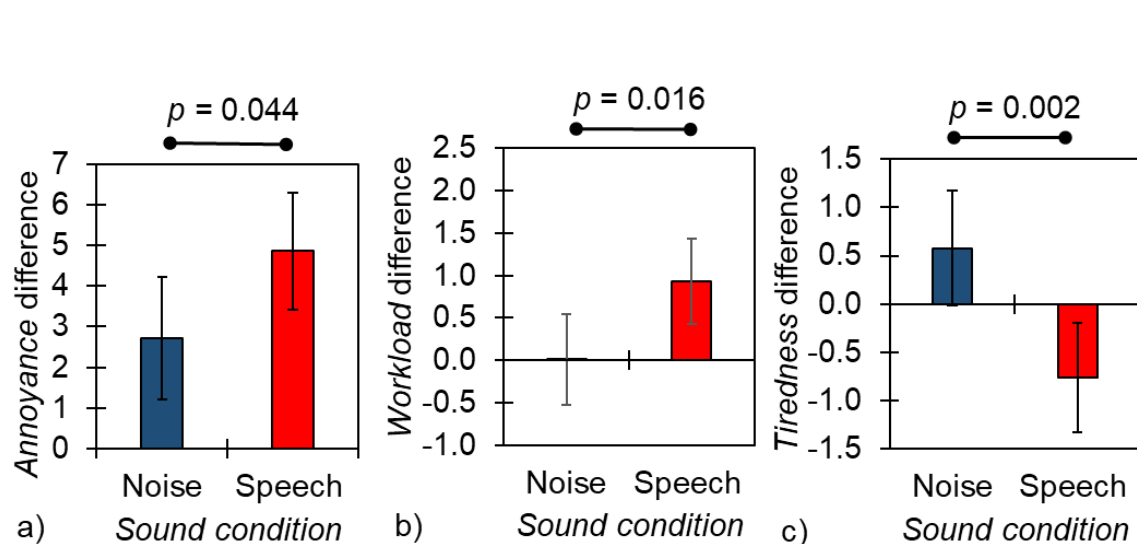 p = 0.044
7
6
5
4
3
2
1
0
Annoyance difference
Noise Speech
a) Sound condition
p = 0.016
2.5
2.0
1.5
1.0
0.5
0.0
-0.5
-1.0
Workload difference
Noise Speech
b) Sound condition
p = 0.002
1.5
1.0
0.5
0.0
-0.5
-1.0
-1.5
Tiredness difference
Noise Speech
c) Sound condition